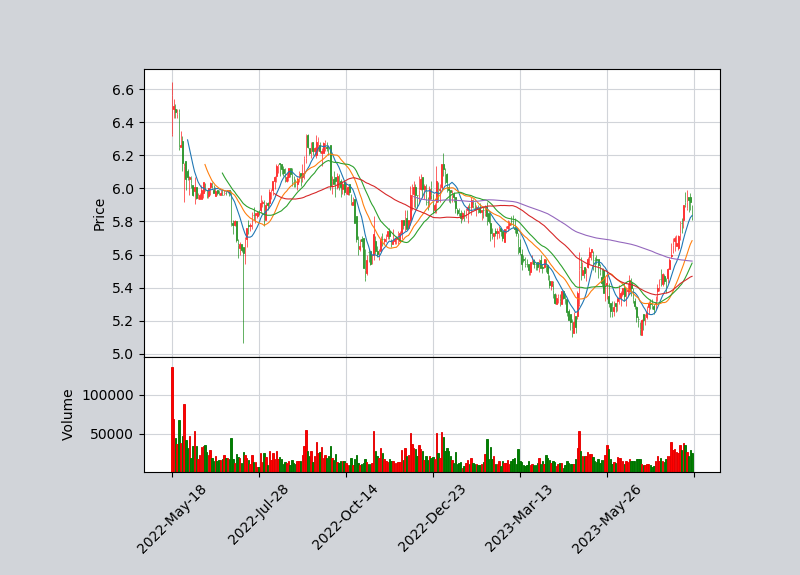 6.6
6.4
6.2
6.0
5.8
5.6
5.4
5.2
5.0
Price
100000
50000
Volume
2022-May-18
2022-Jul-28
2022-Oct-14
2022-Dec-23
2023-Mar-13
2023-May-26